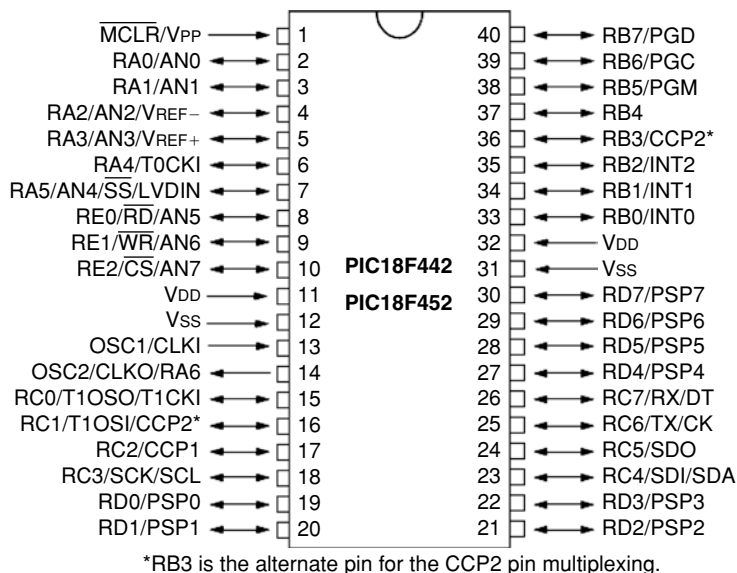 MCLR/VPP 1 40 RB7/PGD
RA0/AN0 2 39 RB6/PGC
RA1/AN1 3 38 RB5/PGM
RA2/AN2/VREF− 4 37 RB4
RA3/AN3/VREF+ 5 36 RB3/CCP2*
RA4/T0CKI 6 35 RB2/INT2
RA5/AN4/SS/LVDIN 7 34 RB1/INT1
RE0/RD/AN5 8 33 RB0/INT0
RE1/WR/AN6 9 32 VDD
RE2/CS/AN7 10 PIC18F442 31 VSS
VDD 11 PIC18F452 30 RD7/PSP7
VSS 12 29 RD6/PSP6
OSC1/CLKI 13 28 RD5/PSP5
OSC2/CLKO/RA6 14 27 RD4/PSP4
RC0/T1OSO/T1CKI 15 26 RC7/RX/DT
RC1/T1OSI/CCP2* 16 25 RC6/TX/CK
RC2/CCP1 17 24 RC5/SDO
RC3/SCK/SCL 18 23 RC4/SDI/SDA
RD0/PSP0 19 22 RD3/PSP3
RD1/PSP1 20 21 RD2/PSP2
*RB3 is the alternate pin for the CCP2 pin multiplexing.